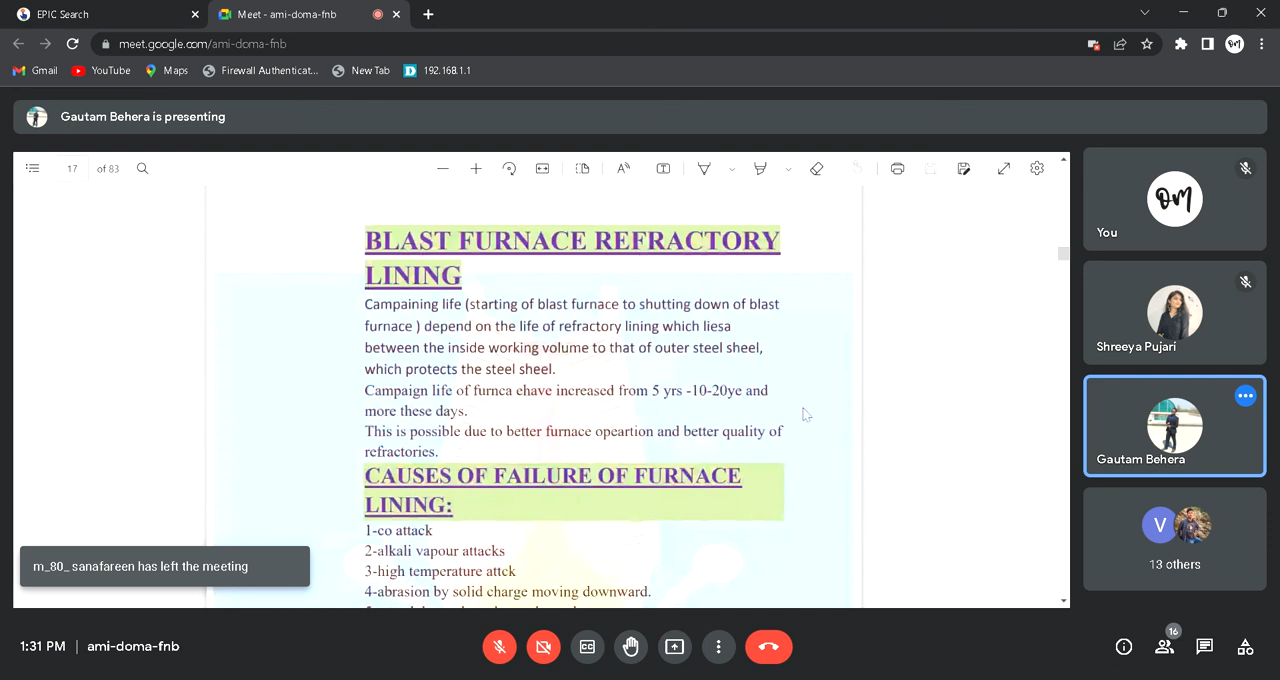 EPIC Search
Meet - ami-doma-fnb
meet.google.com/ami-doma-fnb
Gmail
YouTube
Maps
Firewall Authenticat...
New Tab
192.168.1.1
Gautam Behera is presenting
17 of 83
BLAST FURNACE REFRACTORY
LINING
Campaining life (starting of blast furnace to shutting down of blast
furnace ) depend on the life of refractory lining which liesa
between the inside working volume to that of outer steel sheel,
which protects the steel sheel.
Campaign life of furnca ehave increased from 5 yrs -10-20ye and
more these days.
This is possible due to better furnace opeartion and better quality of
refractories.
CAUSES OF FAILURE OF FURNACE
LINING:
1-co attack
2-alkali vapour attacks
3-high temperature attck
4-abrasion by solid charge moving downward.
You
Shreeya Pujari
Gautam Behera
V
13 others
m_80_ sanafareen has left the meeting
1:31 PM | ami-doma-fnb
16